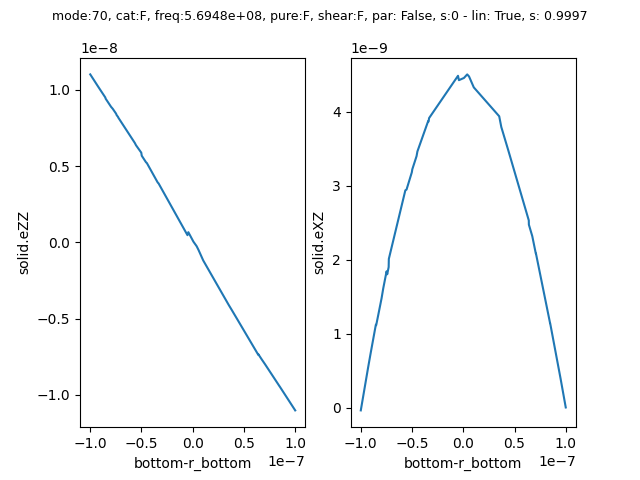 mode:70, cat:F, freq:5.6948e+08, pure:F, shear:F, par: False, s:0 - lin: True, s: 0.9997
1e−8
1.0
0.5
0.0
−0.5
−1.0
solid.eZZ
−1.0 −0.5 0.0 0.5 1.0
bottom-r_bottom 1e−7
1e−9
4
3
2
1
0
solid.eXZ
−1.0 −0.5 0.0 0.5 1.0
bottom-r_bottom 1e−7